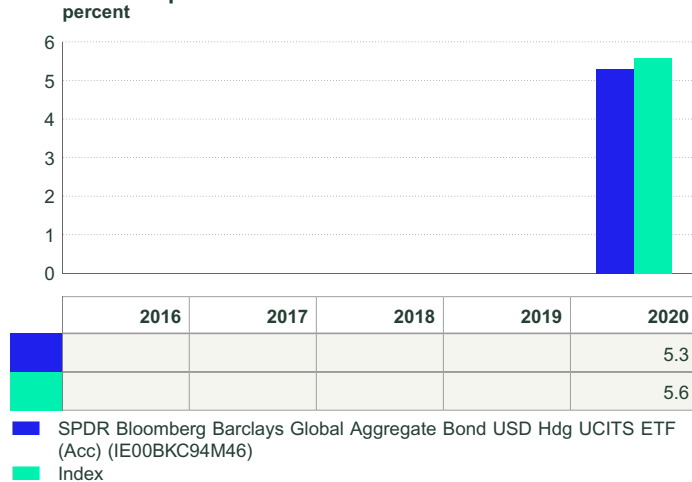 percent
6
5
4
3
2
1
0
2016 2017 2018 2019 2020
5.3
5.6
SPDR Bloomberg Barclays Global Aggregate Bond USD Hdg UCITS ETF
(Acc) (IE00BKC94M46)
Index